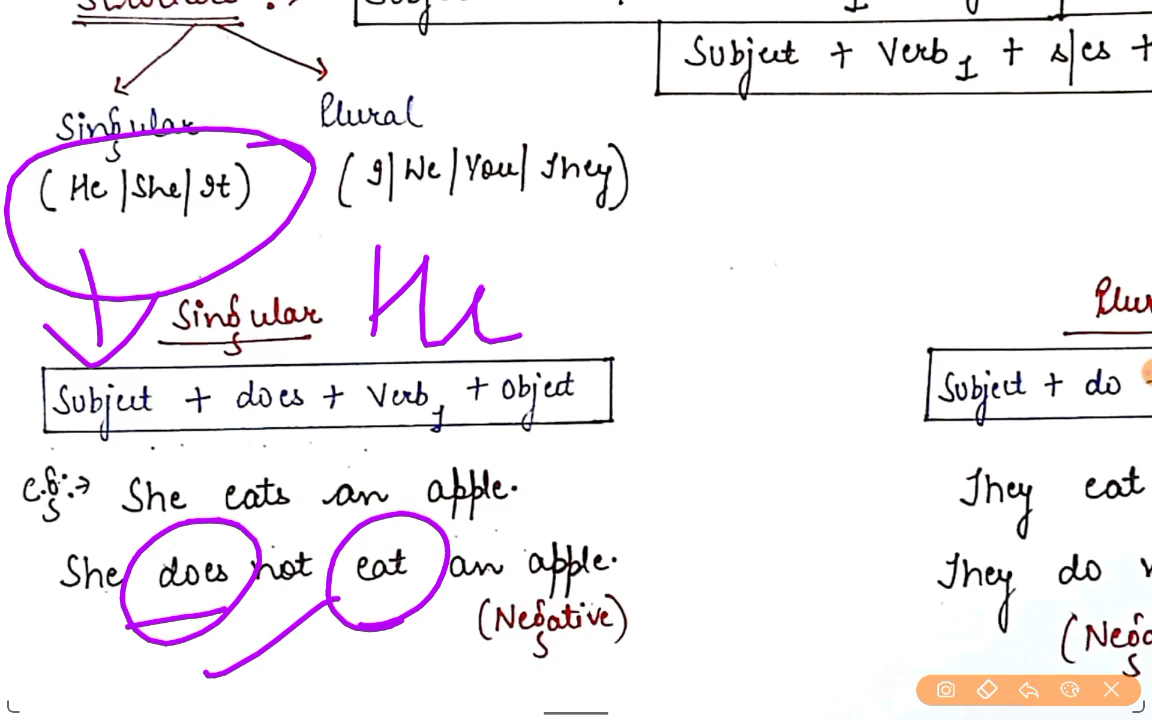 Structure :->
Subject + Verb₁ + s/es +
Singular
Plural
( He | She | It )
( I | We | You | They )
He
Singular
Subject + does + Verb₁ + Object
e.g :-> She eats an apple.
She does not eat an apple.
(Negative)
Subject + do
They eat
They do